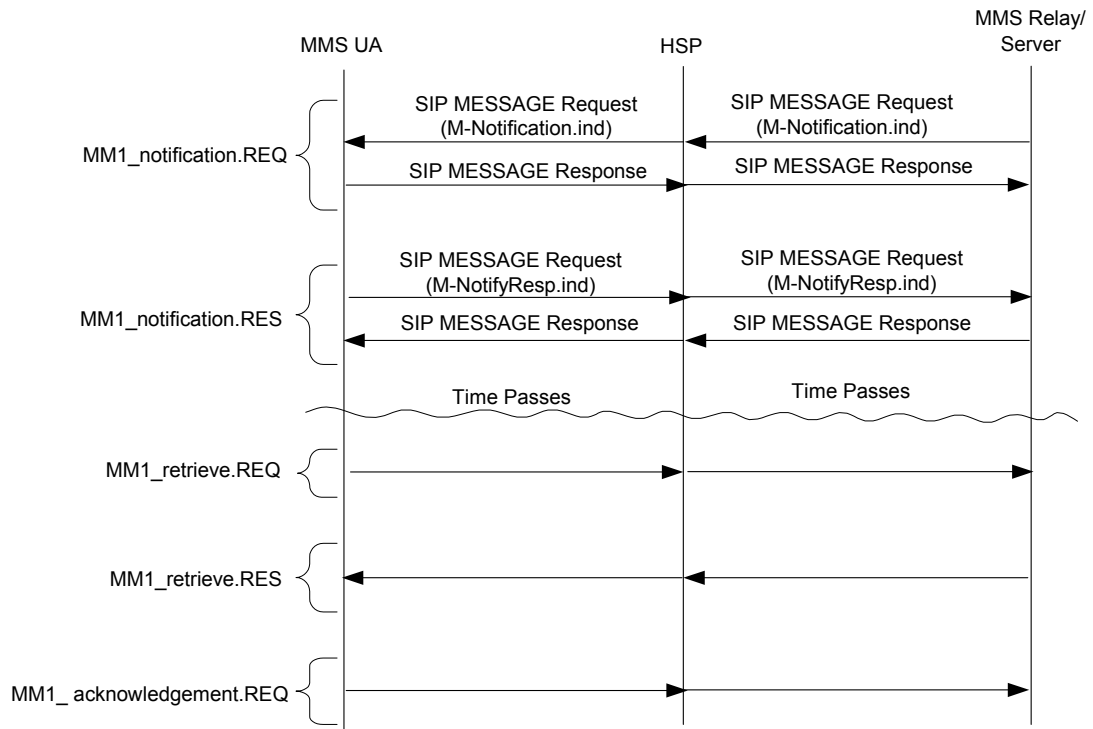 MMS Relay/
Server
MMS UA
HSP
SIP MESSAGE Request
(M-Notification.ind)
SIP MESSAGE Request
(M-Notification.ind)
MM1_notification.REQ
SIP MESSAGE Response
SIP MESSAGE Response
SIP MESSAGE Request
(M-NotifyResp.ind)
SIP MESSAGE Request
(M-NotifyResp.ind)
MM1_notification.RES
SIP MESSAGE Response
SIP MESSAGE Response
Time Passes
Time Passes
MM1_retrieve.REQ
MM1_retrieve.RES
MM1_ acknowledgement.REQ